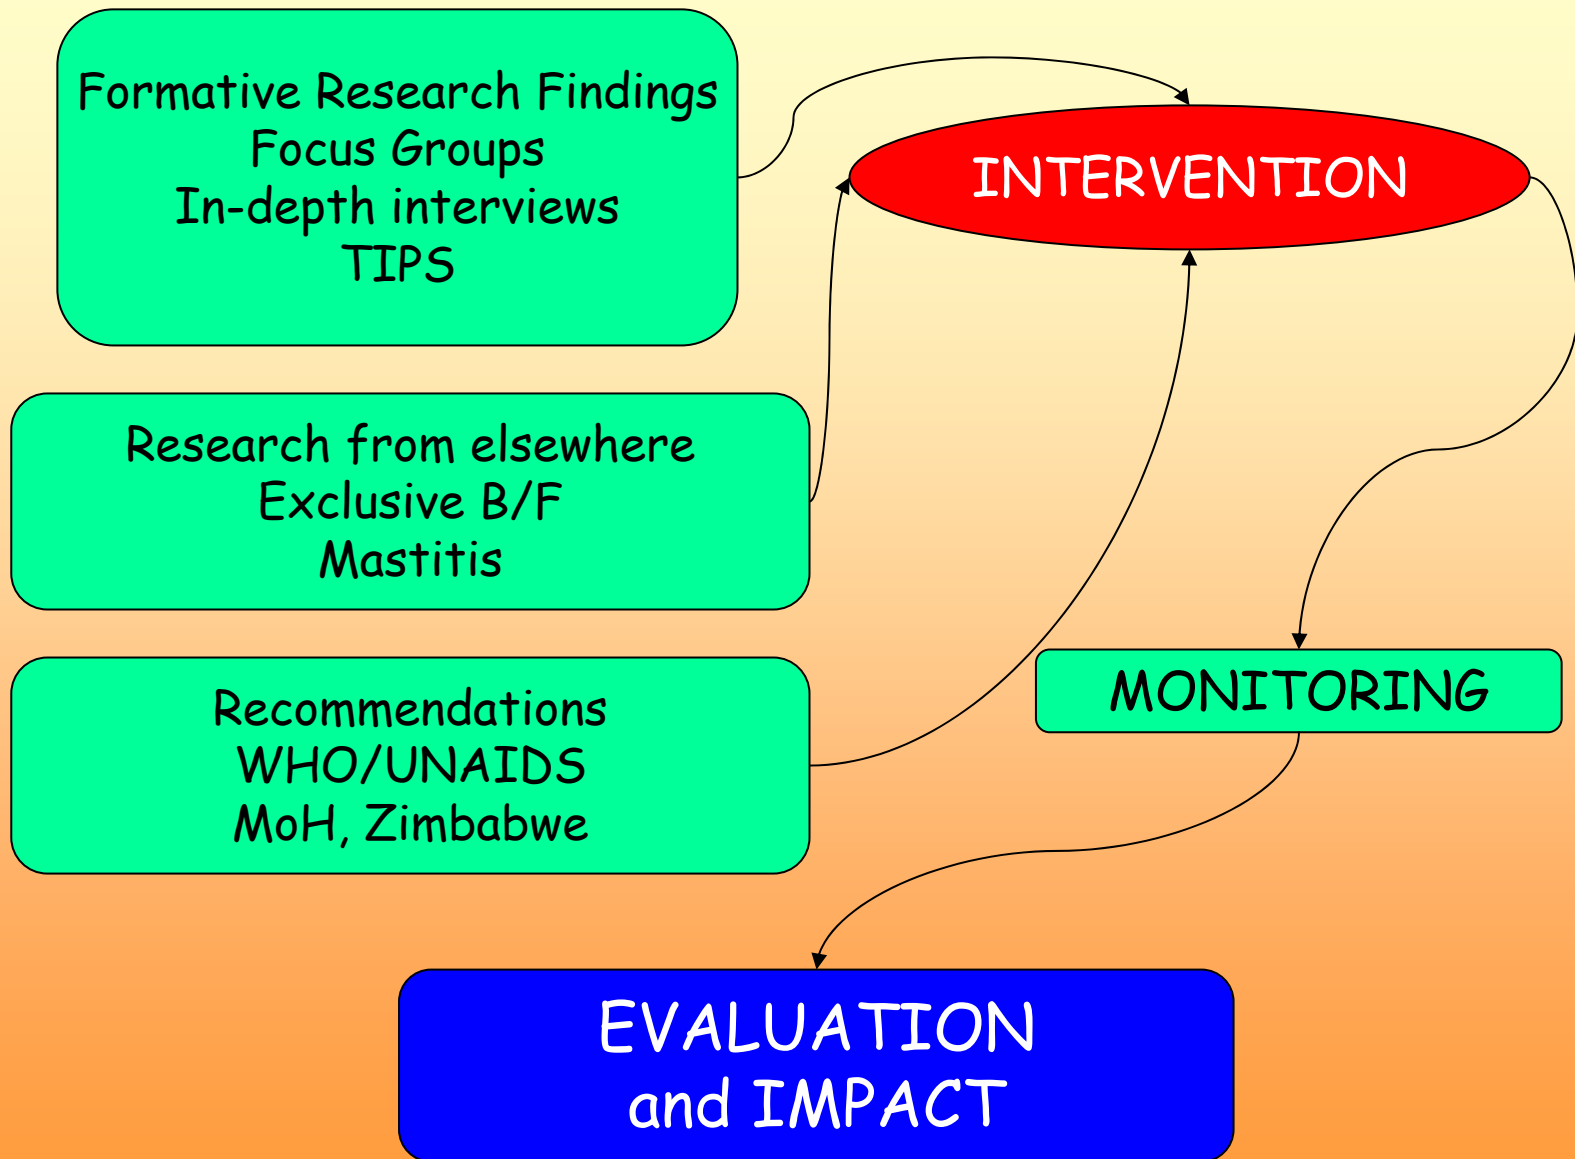 Formative Research Findings
Focus Groups
In-depth interviews
TIPS
INTERVENTION
Research from elsewhere
Exclusive B/F
Mastitis
Recommendations
WHO/UNAIDS
MoH, Zimbabwe
MONITORING
EVALUATION
and IMPACT